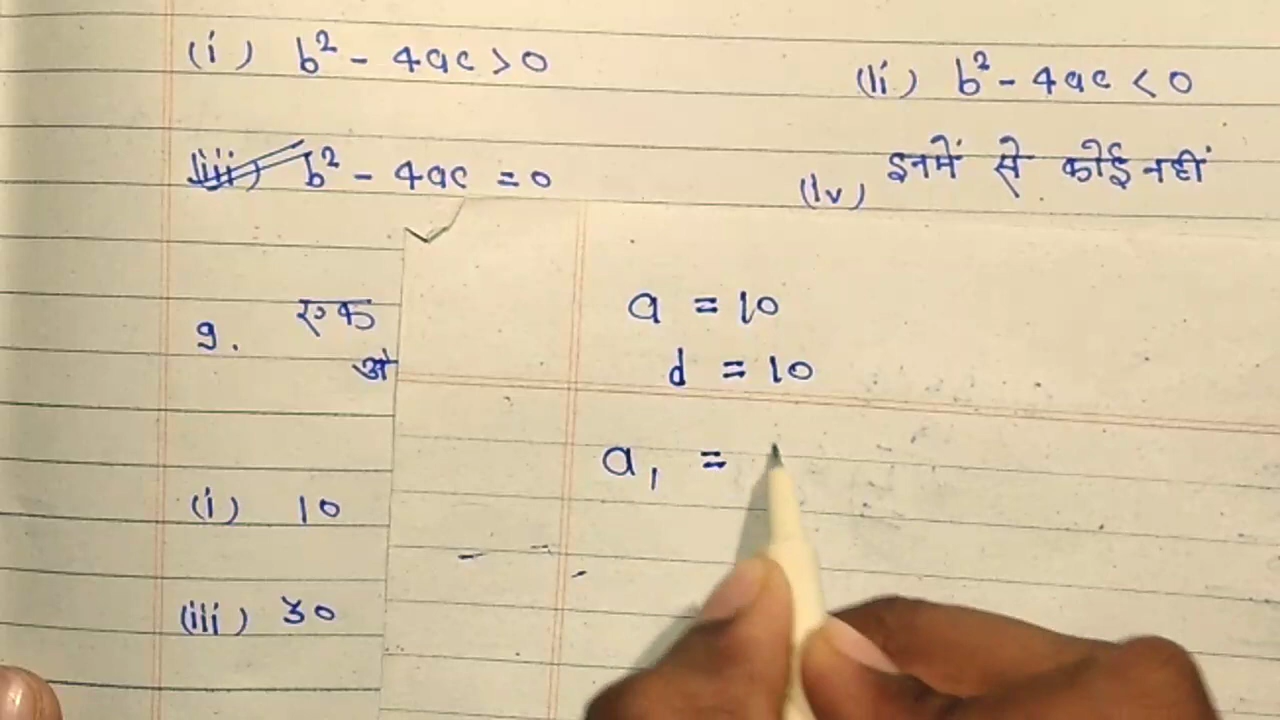 (i) b² - 4ac > 0 (ii) b² - 4ac < 0
(iii) b² - 4ac = 0 (iv) इनमें से कोई नहीं
9. एक
a = 10
d = 10
a₁ =
(i) 10
(iii) 30